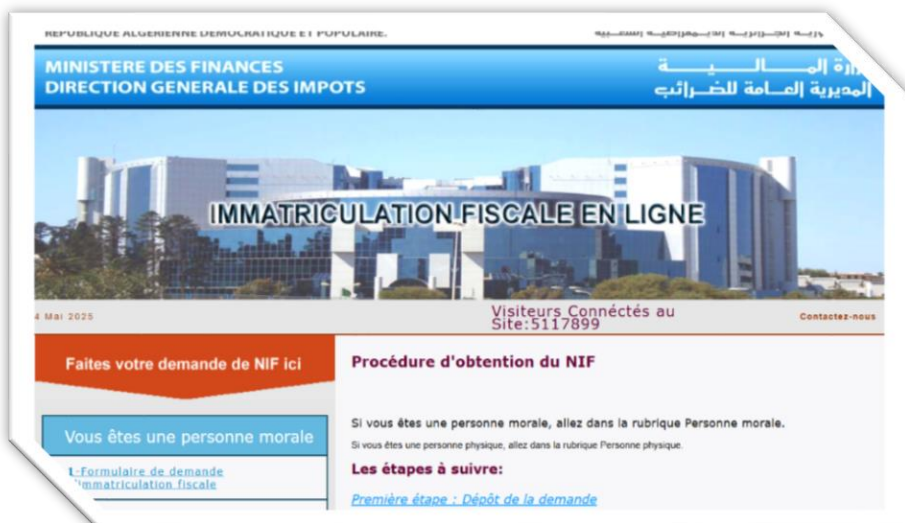 REPUBLIQUE ALGERIENNE DEMOCRATIQUE ET POPULAIRE.
MINISTERE DES FINANCES
DIRECTION GENERALE DES IMPOTS
المديرية العــامة للضــرائب
IMMATRICULATION FISCALE EN LIGNE
4 Mai 2025
Visiteurs Connéctés au
Site:5117899
Contactez-nous
Faites votre demande de NIF ici
Vous êtes une personne morale
1-Formulaire de demande
d'immatriculation fiscale
Procédure d'obtention du NIF
Si vous êtes une personne morale, allez dans la rubrique Personne morale.
Si vous êtes une personne physique, allez dans la rubrique Personne physique.
Les étapes à suivre:
Première étape : Dépôt de la demande